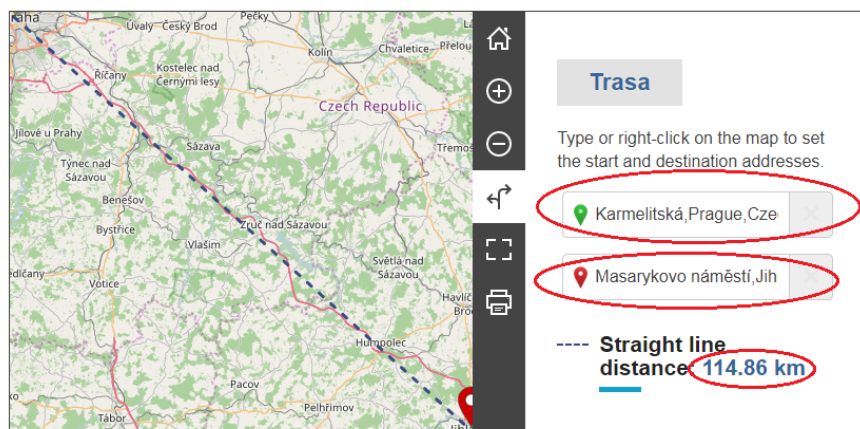 Praha
Úvaly
Český Brod
Pečky
Kolín
Chvaletice
Přelou
Říčany
Kostelec nad
Černými lesy
Czech Republic
Jílové u Prahy
Sázava
Týnec nad
Sázavou
Benešov
Bystřice
Vlašim
Zruč nad Sázavou
Světlá nad
Sázavou
Votice
Havlíč
Humpolec
Pacov
Pelhřimov
Tábor
Trasa
Type or right-click on the map to set
the start and destination addresses.
Karmelitská,Prague,Cze
Masarykovo náměstí,Jih
Straight line
distance 114.86 km